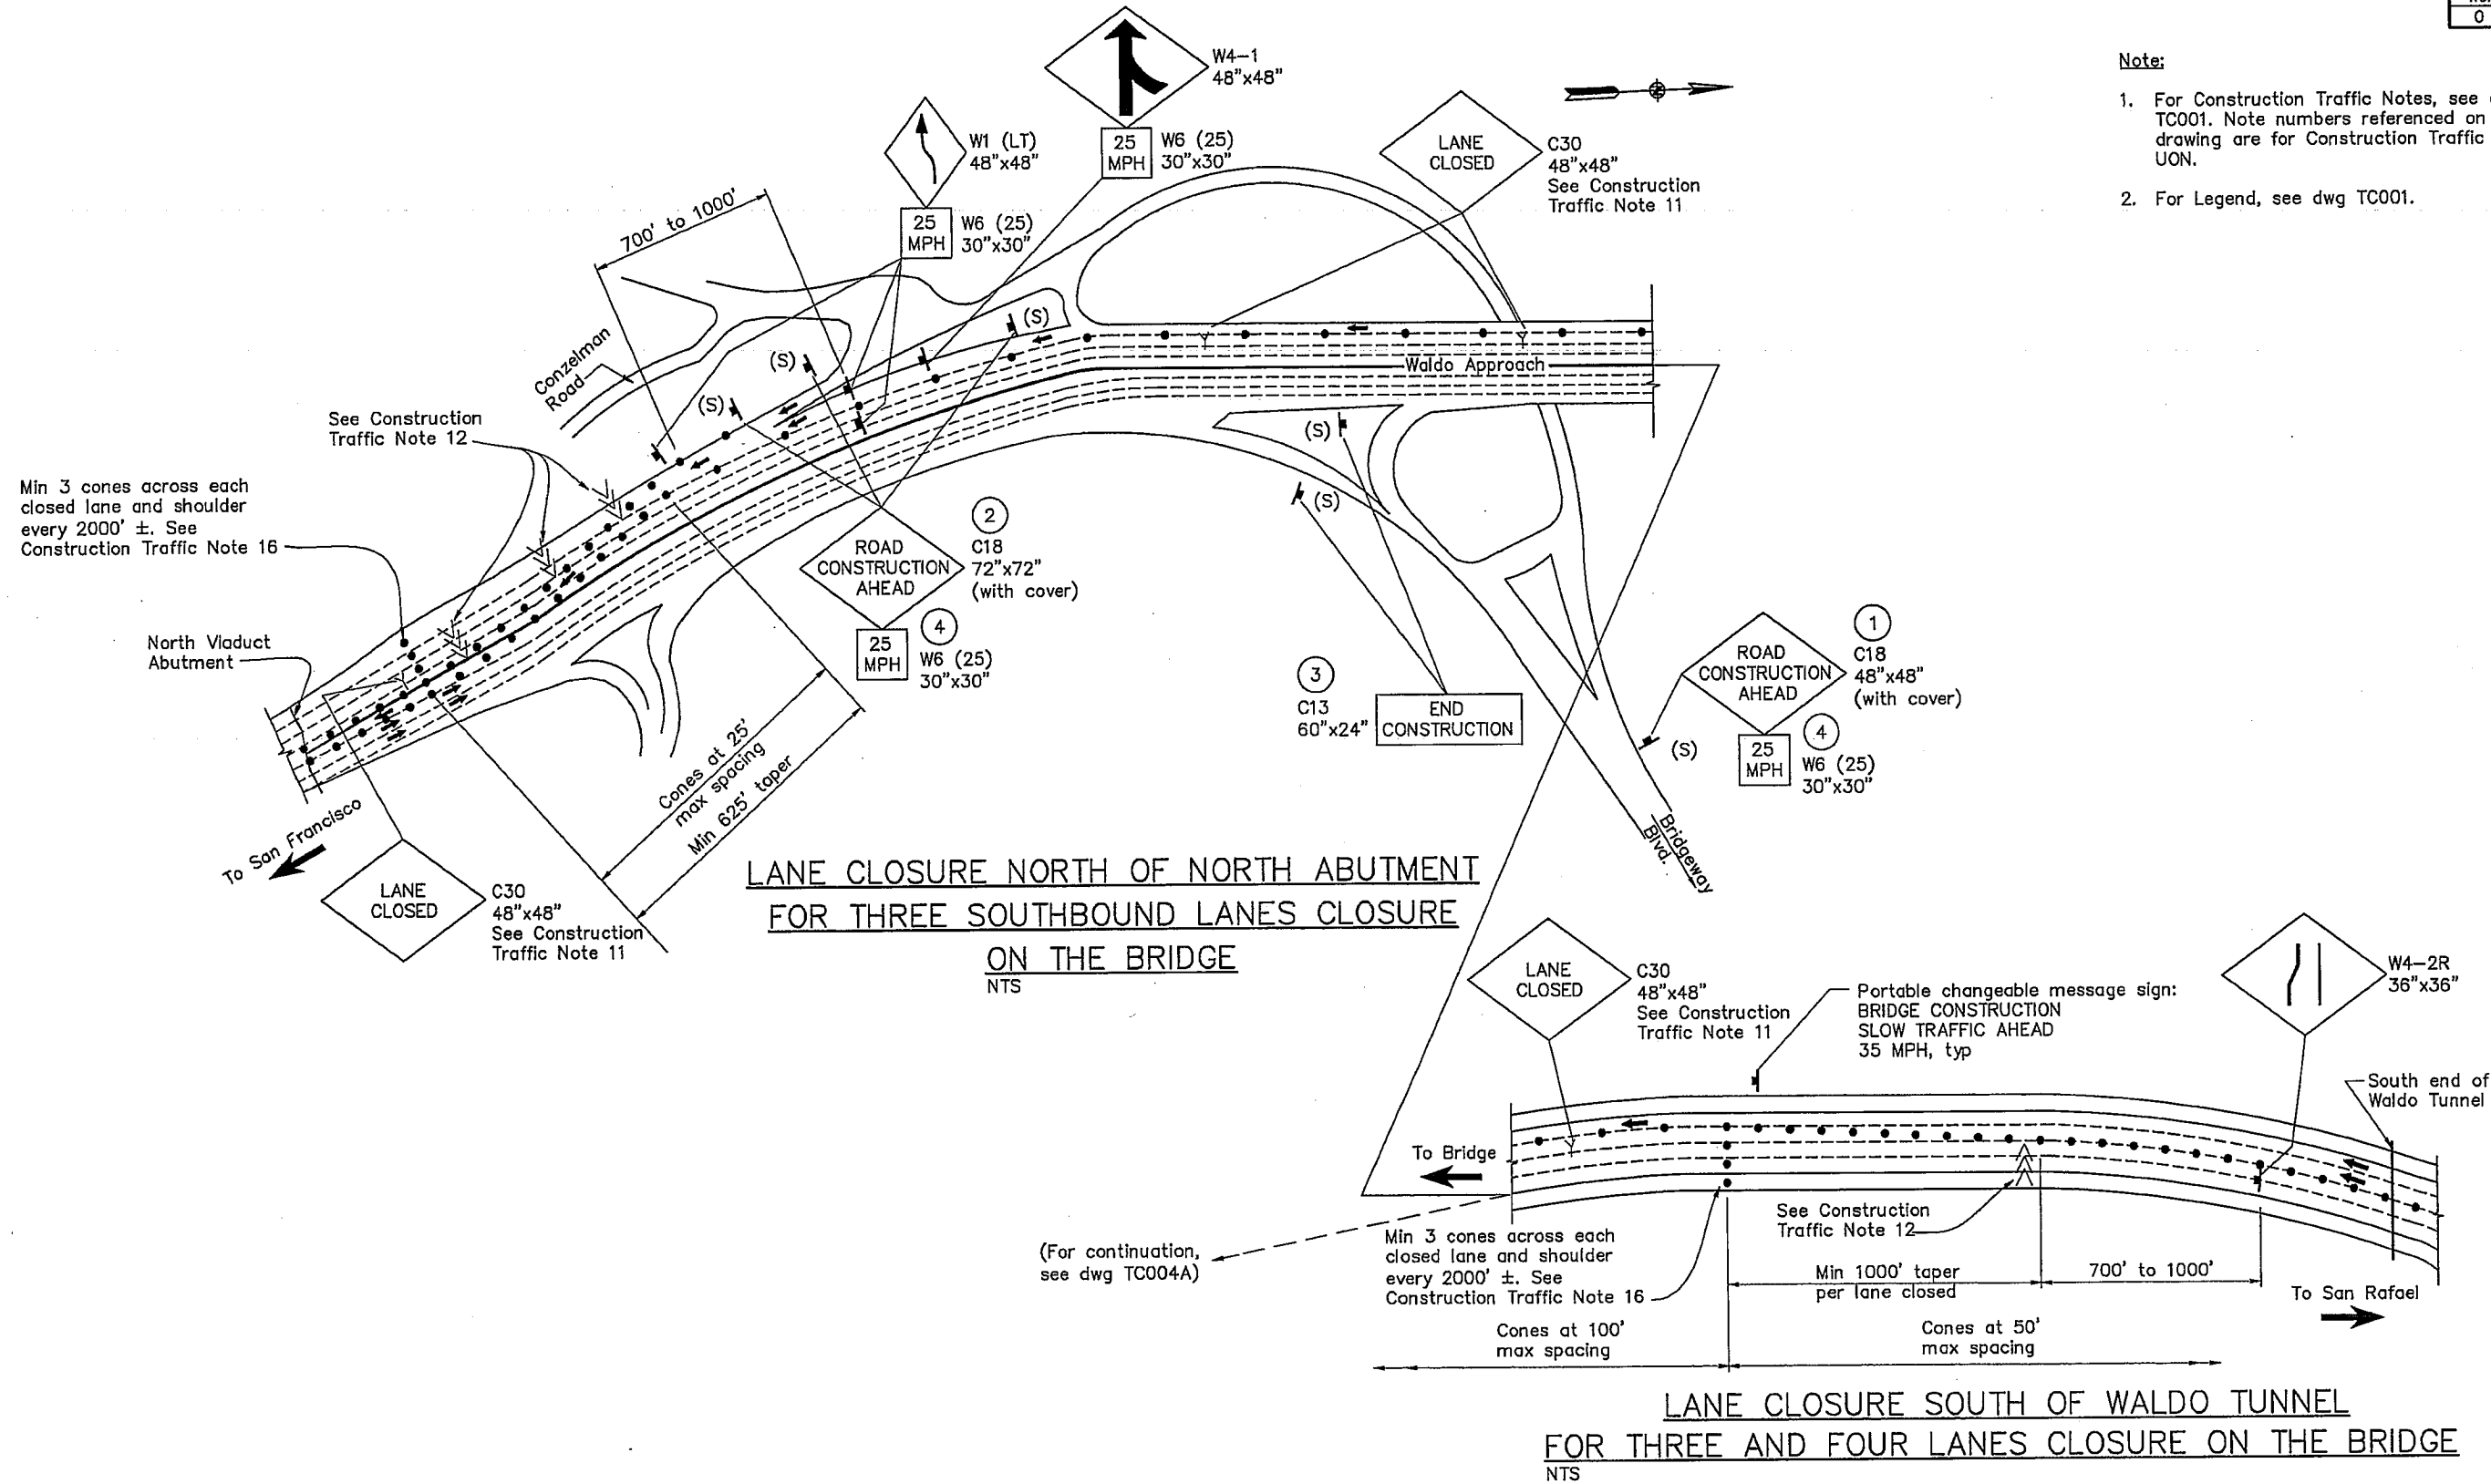 O
Note:
1. For Construction Traffic Notes, see
TC001. Note numbers referenced on
drawing are for Construction Traffic
UON.
2. For Legend, see dwg TC001.
W4-1
48"x48"
25
MPH
W6 (25)
30"x30"
W1 (LT)
48"x48"
25
MPH
W6 (25)
30"x30"
LANE
CLOSED
C30
48"x48"
See Construction
Traffic Note 11
700' to 1000'
Conzelman
Road
(S)
(S)
(S)
Waldo Approach
See Construction
Traffic Note 12
Min 3 cones across each
closed lane and shoulder
every 2000' ±. See
Construction Traffic Note 16
North Viaduct
Abutment
(S)
(S)
2
ROAD
CONSTRUCTION
AHEAD
C18
72"x72"
(with cover)
4
25
MPH
W6 (25)
30"x30"
3
C13
60"x24"
END
CONSTRUCTION
1
ROAD
CONSTRUCTION
AHEAD
C18
48"x48"
(with cover)
4
(S)
25
MPH
W6 (25)
30"x30"
Bridgeway
Blvd.
Cones at 25'
max spacing
Min 625' taper
To San Francisco
LANE
CLOSED
C30
48"x48"
See Construction
Traffic Note 11
LANE CLOSURE NORTH OF NORTH ABUTMENT
FOR THREE SOUTHBOUND LANES CLOSURE
ON THE BRIDGE
NTS
LANE
CLOSED
C30
48"x48"
See Construction
Traffic Note 11
Portable changeable message sign:
BRIDGE CONSTRUCTION
SLOW TRAFFIC AHEAD
35 MPH, typ
W4-2R
36"x36"
South end of
Waldo Tunnel
To Bridge
(For continuation,
see dwg TC004A)
Min 3 cones across each
closed lane and shoulder
every 2000' ±. See
Construction Traffic Note 16
See Construction
Traffic Note 12
Min 1000' taper
per lane closed
700' to 1000'
To San Rafael
Cones at 100'
max spacing
Cones at 50'
max spacing
LANE CLOSURE SOUTH OF WALDO TUNNEL
FOR THREE AND FOUR LANES CLOSURE ON THE BRIDGE
NTS